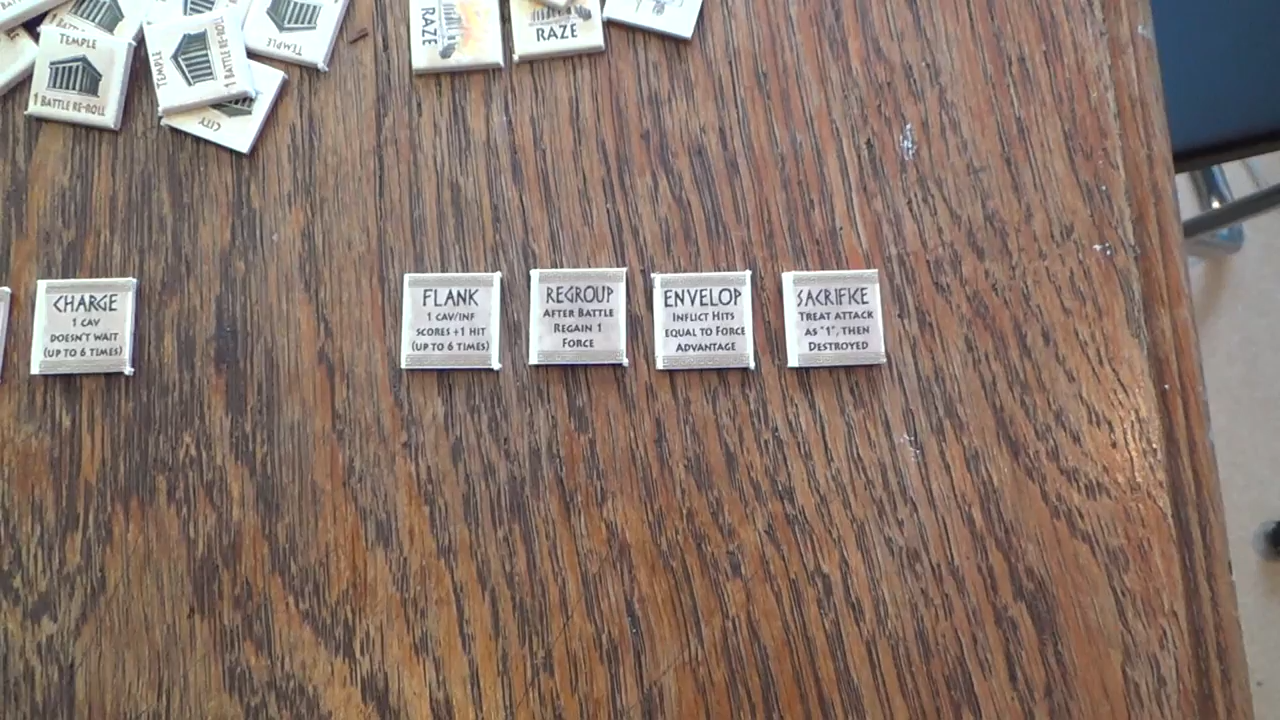 TEMPLE
1 BATTLE RE-ROLL
TEMPLE
1 BATTLE RE-ROLL
CITY
TEMPLE
RAZE
RAZE
CHARGE
1 CAV
DOESN'T WAIT
(UP TO 6 TIMES)
FLANK
1 CAV/INF
SCORES +1 HIT
(UP TO 6 TIMES)
REGROUP
AFTER BATTLE
REGAIN 1
FORCE
ENVELOP
INFLICT HITS
EQUAL TO FORCE
ADVANTAGE
SACRIFICE
TREAT ATTACK
AS "1", THEN
DESTROYED